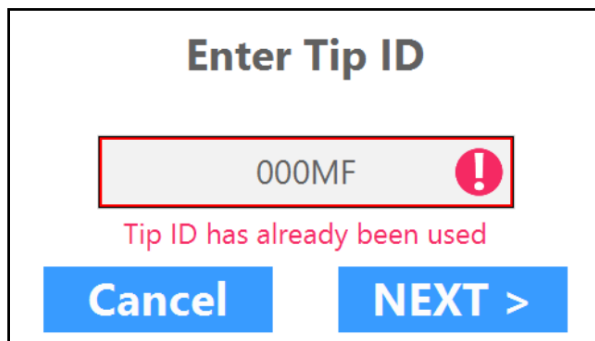 Enter Tip ID
000MF
!
Tip ID has already been used
Cancel
NEXT >